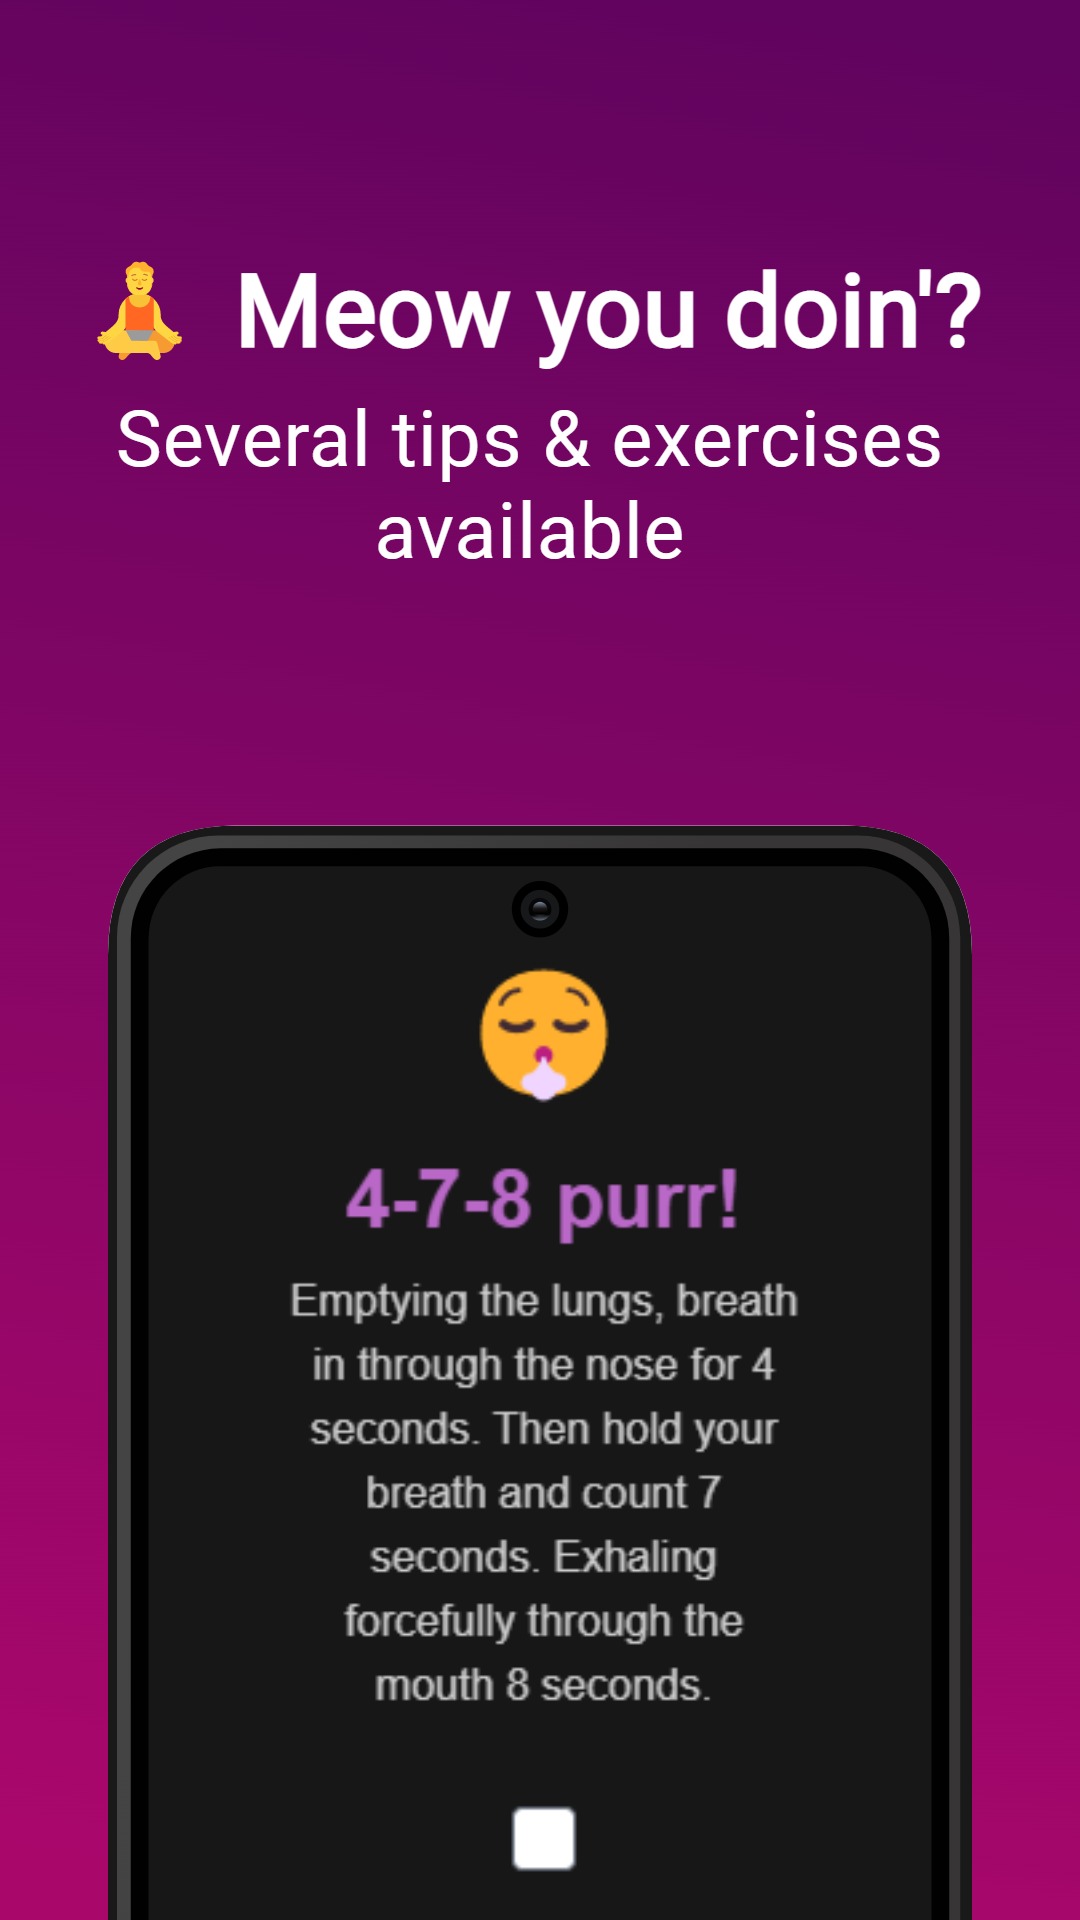 Meow you doin'?
Several tips & exercises
available
4-7-8 purr!
Emptying the lungs, breath
in through the nose for 4
seconds. Then hold your
breath and count 7
seconds. Exhaling
forcefully through the
mouth 8 seconds.